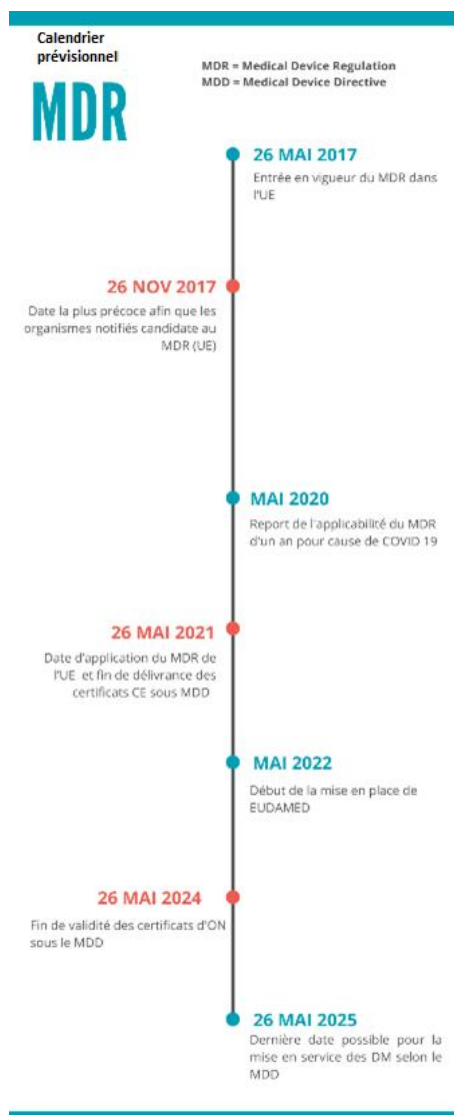 Calendrier
prévisionnel
MDR
MDR = Medical Device Regulation
MDD = Medical Device Directive
26 MAI 2017
Entrée en vigueur du MDR dans
l'UE
26 NOV 2017
Date la plus précoce afin que les
organismes notifiés candidate au
MDR (UE)
MAI 2020
Report de l'applicabilité du MDR
d'un an pour cause de COVID 19
26 MAI 2021
Date d'application du MDR de
l'UE et fin de délivrance des
certificats CE sous MDD
MAI 2022
Début de la mise en place de
EUDAMED
26 MAI 2024
Fin de validité des certificats d'ON
sous le MDD
26 MAI 2025
Dernière date possible pour la
mise en service des DM selon le
MDD